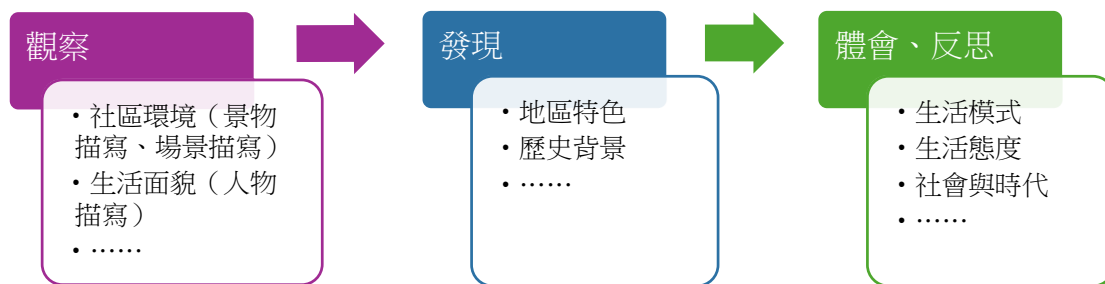 觀察
・社區環境（景物
描寫、場景描寫）
・生活面貌（人物
描寫）
・……
發現
・地區特色
・歷史背景
・……
體會、反思
・生活模式
・生活態度
・社會與時代
・……